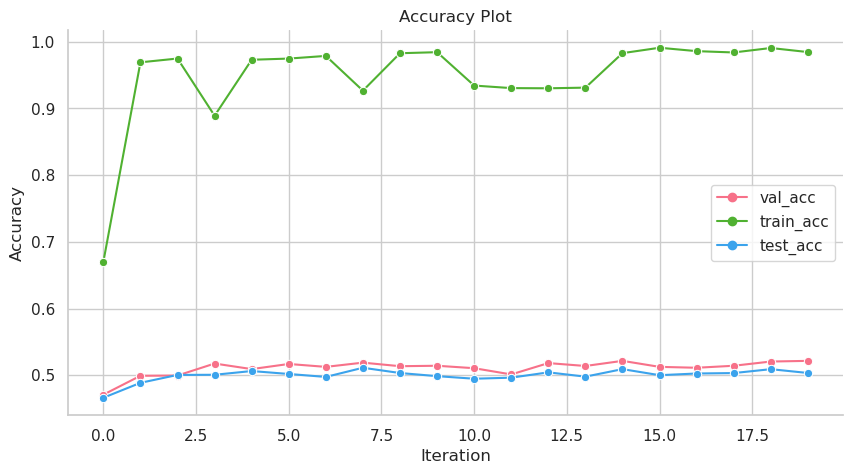 Accuracy Plot
1.0
0.9
0.8
0.7
0.6
0.5
Accuracy
val_acc
train_acc
test_acc
0.0 2.5 5.0 7.5 10.0 12.5 15.0 17.5
Iteration